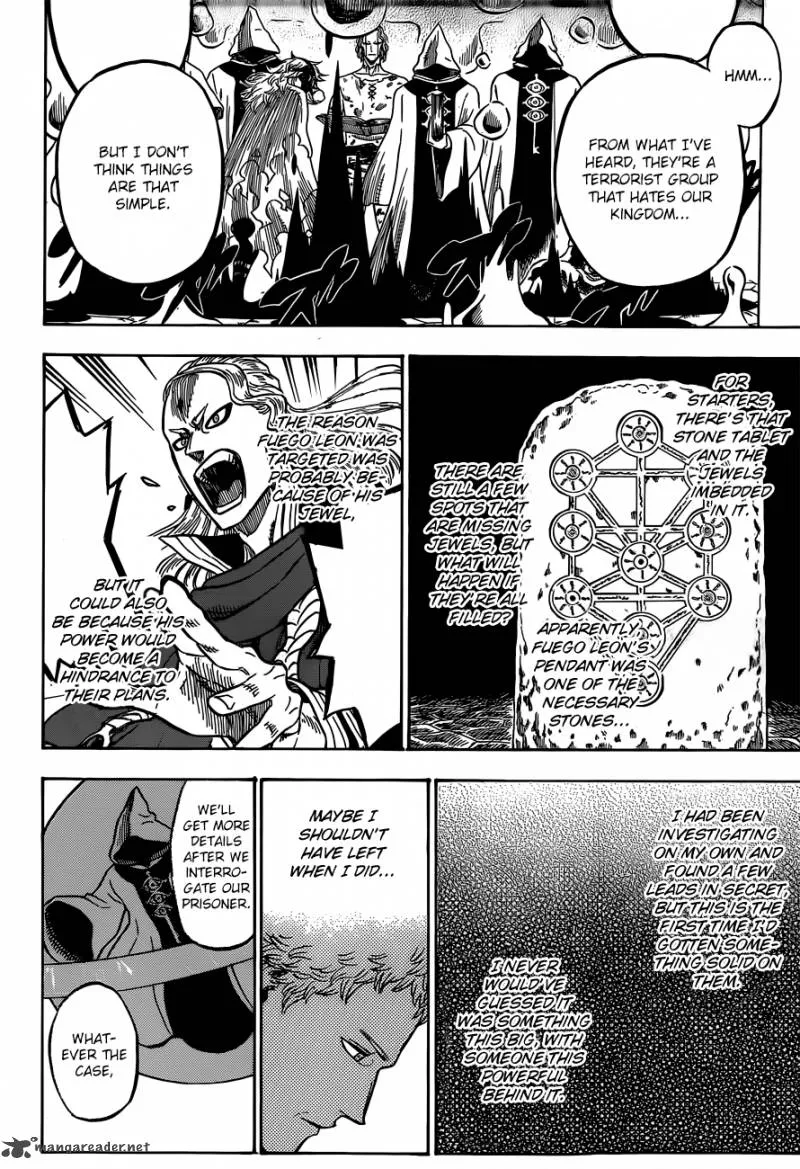 HMM...
FROM WHAT I'VE
HEARD, THEY'RE A
TERRORIST GROUP
THAT HATES OUR
KINGDOM...
BUT I DON'T
THINK THINGS
ARE THAT
SIMPLE.
FOR
STARTERS,
THERE'S THAT
STONE TABLET
AND THE
JEWELS
IMBEDDED
IN IT.
THERE ARE
STILL A FEW
SPOTS THAT
ARE MISSING
JEWELS, BUT
WHAT WILL
HAPPEN IF
THEY'RE ALL
FILLED?
APPARENTLY
FUEGO LEON'S
PENDANT WAS
ONE OF THE
NECESSARY
STONES...
THE REASON
FUEGO LEON WAS
TARGETED WAS
PROBABLY BE
CAUSE OF HIS
JEWEL,
BUT IT
COULD ALSO
BE BECAUSE HIS
POWER WOULD
BECOME A
HINDRANCE TO
THEIR PLANS.
I HAD BEEN
INVESTIGATING
ON MY OWN AND
FOUND A FEW
LEADS IN SECRET.
BUT THIS IS THE
FIRST TIME I'D
GOTTEN SOME-
THING SOLID ON
THEM.
I NEVER
WOULD'VE
GUESSED IT
WAS SOMETHING
THIS BIG, WITH
SOMEONE THIS
POWERFUL
BEHIND IT.
MAYBE I
SHOULDN'T
HAVE LEFT
WHEN I DID...
WE'LL
GET MORE
DETAILS
AFTER WE
INTERRO-
GATE OUR
PRISONER.
WHAT-
EVER THE
CASE,
mangareader.net